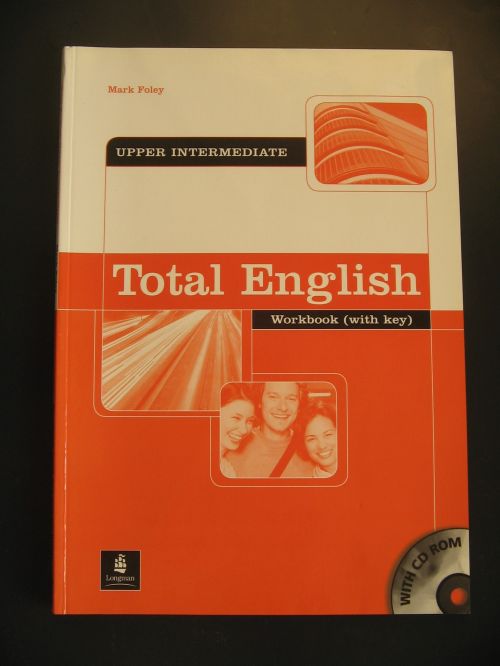 Mark Foley
UPPER INTERMEDIATE
Total English
Workbook (with key)
Longman
WITH CD ROM